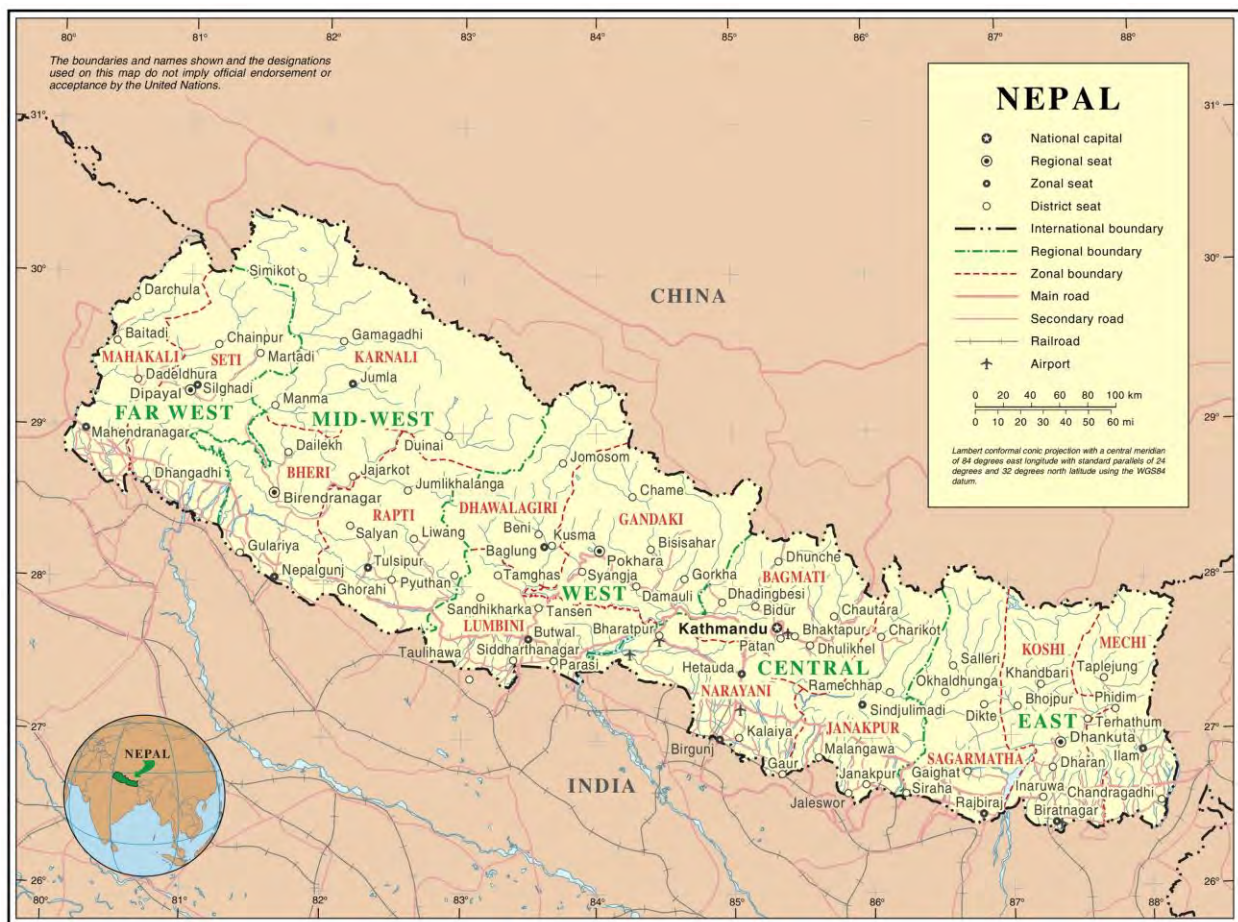 80°
81°
82°
83°
84°
85°
86°
87°
88°
The boundaries and names shown and the designations
used on this map do not imply official endorsement or
acceptance by the United Nations.
NEPAL
National capital
Regional seat
Zonal seat
District seat
International boundary
Regional boundary
Zonal boundary
Main road
Secondary road
Railroad
Airport
0 20 40 60 80 100 km
0 10 20 30 40 50 60 mi
Lambert conformal conic projection with a central meridian
of 84 degrees east longitude with standard parallels of 24
degrees and 32 degrees north latitude using the WGS84
datum.
31°
31°
30°
30°
29°
29°
28°
28°
27°
27°
26°
26°
CHINA
INDIA
Simikot
Darchula
Baitadi
Chainpur
Gamagadhi
MAHAKALI
SETI
Martadi
KARNALI
Dadeldhura
Silghadi
Jumla
Dipayal
Manma
FAR WEST
MID-WEST
Mahendranagar
Dailekh
Duinai
Dhangadhi
BHERI
Jajarkot
Jomosom
Birendranagar
Jumlikhalanga
Chame
RAPTI
DHAWALAGIRI
GANDAKI
Salyan
Liwang
Beni
Kusma
Bisisahar
Gulariya
Baglung
Pokhara
Dhunche
Nepalgunj
Tulsipur
Tamghas
Syangja
Gorkha
BAGMATI
Ghorahi
Pyuthan
WEST
Damauli
Dhadingbesi
Bidur
Chautara
Sandhikharka
Tansen
LUMBINI
Bharatpur
Kathmandu
Bhaktapur
Charikot
Butwal
Patan
Dhulikhel
KOSHI
MECHI
Taulihawa
Siddharthanagar
Parasi
Hetauda
CENTRAL
Salleri
Khandbari
Taplejung
NARAYANI
Ramechhap
Okhaldhunga
Bhojpur
Phidim
Sindjulimadi
Dikte
EAST
Ternathum
Kalaiya
JANAKPUR
Dhankuta
Birgunj
Malangawa
SAGARMATHA
Ilam
Gaur
Janakpur
Gaighat
Dharan
Inaruwa
Chandragadhi
Jaleswor
Siraha
Rajbiraj
Biratnagar
NEPAL